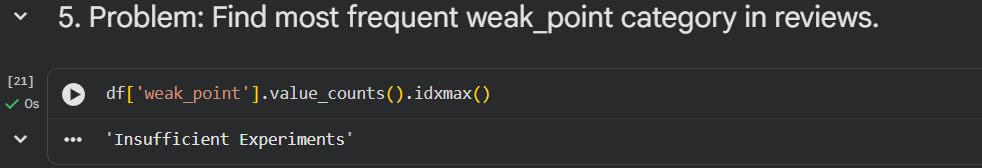 5. Problem: Find most frequent weak_point category in reviews.
[21]
0s
df['weak_point'].value_counts().idxmax()
'Insufficient Experiments'